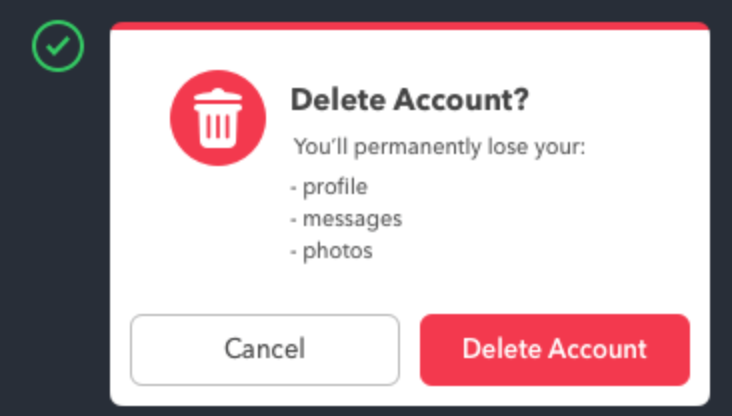 Delete Account?
You'll permanently lose your:
- profile
- messages
- photos
Cancel
Delete Account